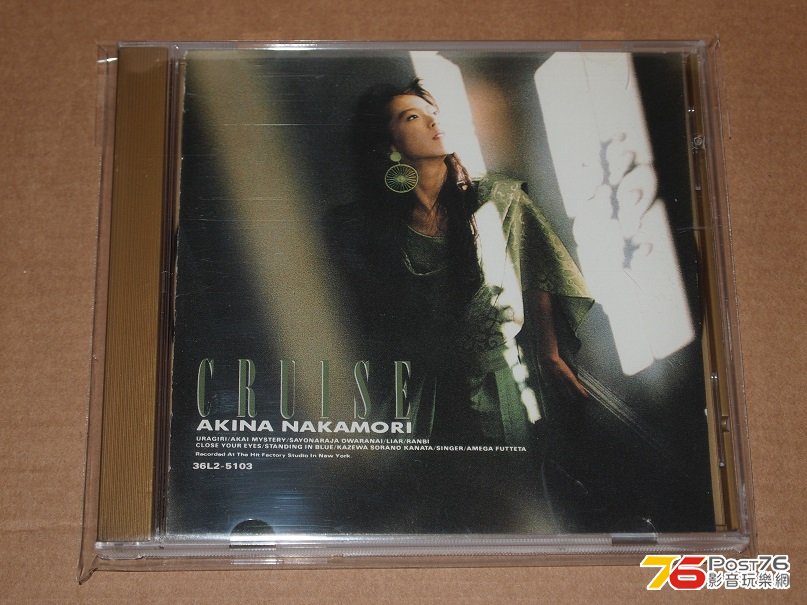 CRUISE
AKINA NAKAMORI
URAGIRI/AKAI MYSTERY/SAYONARAJA OWARANAI/LIAR/RANBI
CLOSE YOUR EYES/STANDING IN BLUE/KAZEWA SORANO KANATA/SINGER/AMEGA FUTTETA
Recorded At The Hit Factory Studio In New York.
36L2-5103
76 Post76
影音玩樂網